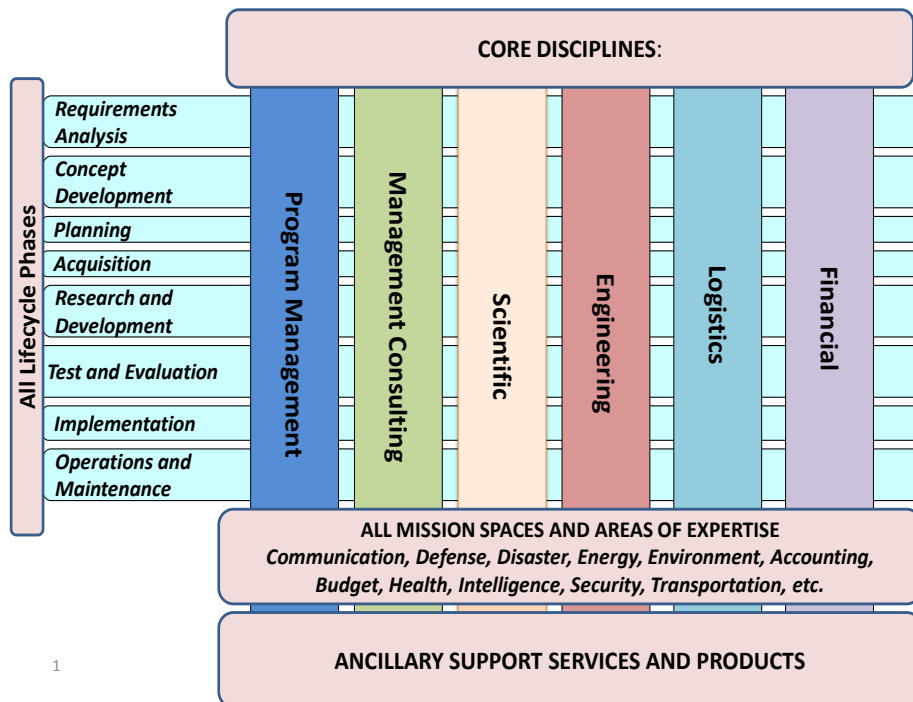 CORE DISCIPLINES:
All Lifecycle Phases
Requirements
Analysis
Concept
Development
Planning
Acquisition
Research and
Development
Test and Evaluation
Implementation
Operations and
Maintenance
Program Management
Management Consulting
Scientific
Engineering
Logistics
Financial
ALL MISSION SPACES AND AREAS OF EXPERTISE
Communication, Defense, Disaster, Energy, Environment, Accounting,
Budget, Health, Intelligence, Security, Transportation, etc.
ANCILLARY SUPPORT SERVICES AND PRODUCTS
1